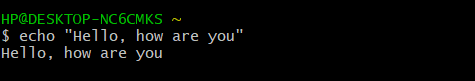 HP@DESKTOP-NC6CMKS ~
$ echo "Hello, how are you"
Hello, how are you